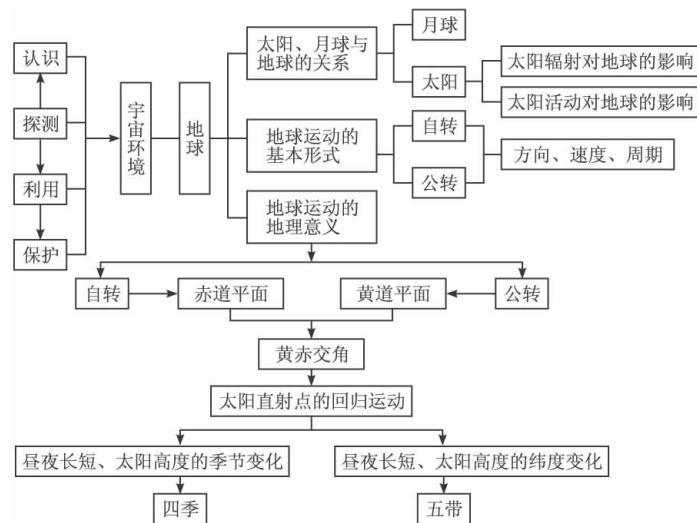 认识
探测
利用
保护
宇宙环境
地球
太阳、月球与
地球的关系
月球
太阳
太阳辐射对地球的影响
太阳活动对地球的影响
地球运动的
基本形式
自转
公转
方向、速度、周期
地球运动的
地理意义
自转
赤道平面
黄道平面
公转
黄赤交角
太阳直射点的回归运动
昼夜长短、太阳高度的季节变化
昼夜长短、太阳高度的纬度变化
四季
五带